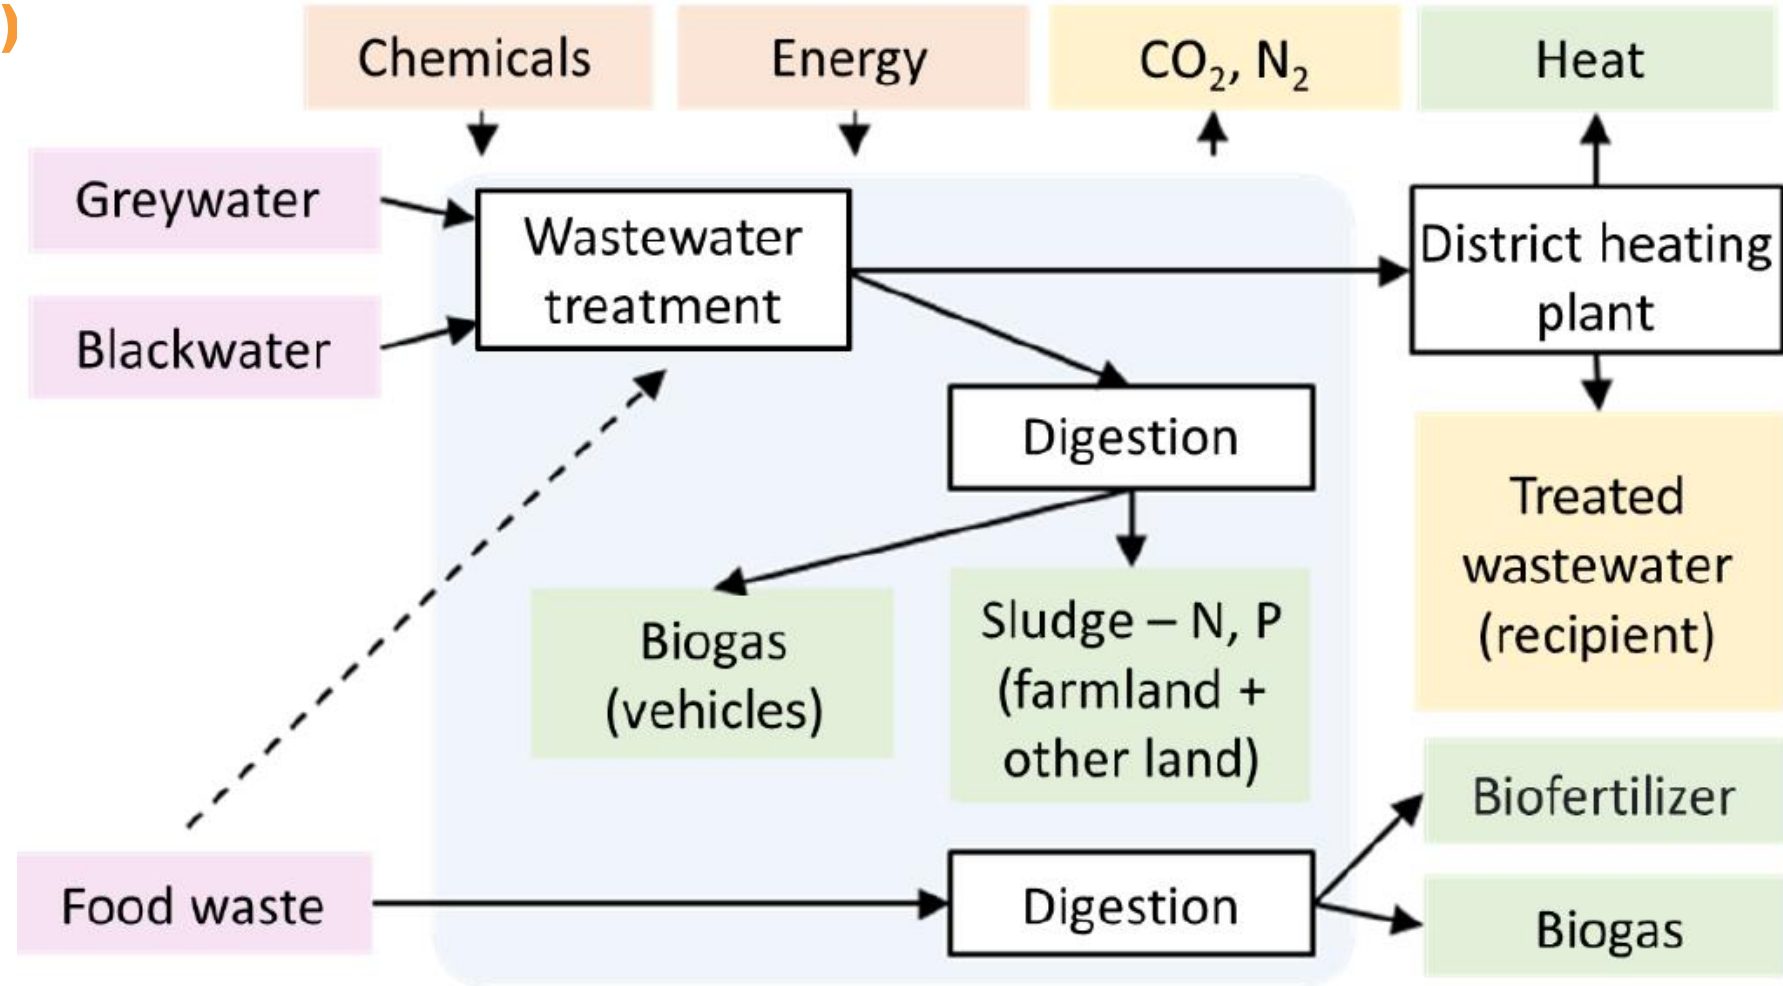 )
Chemicals
Energy
CO₂, N₂
Heat
Greywater
Blackwater
Wastewater
treatment
District heating
plant
Digestion
Treated
wastewater
(recipient)
Biogas
(vehicles)
Sludge – N, P
(farmland +
other land)
Biofertilizer
Food waste
Digestion
Biogas